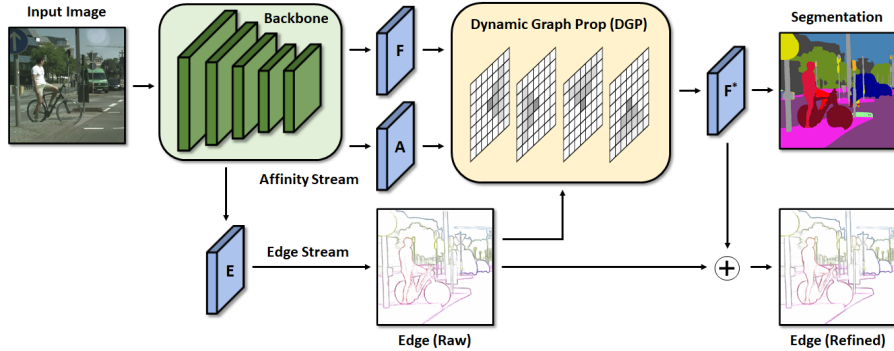 Input Image
Backbone
F
Dynamic Graph Prop (DGP)
Segmentation
F*
A
Affinity Stream
E
Edge Stream
Edge (Raw)
+
Edge (Refined)